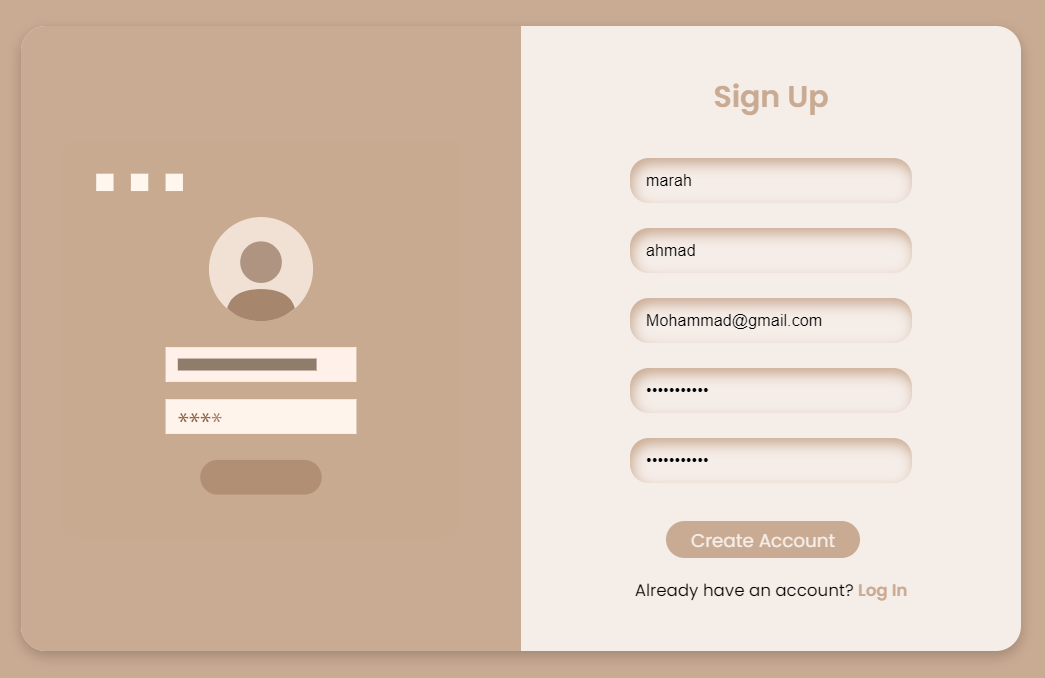 Sign Up
marah
ahmad
Mohammad@gmail.com
•••••••••••
•••••••••••
****
Create Account
Already have an account? Log In